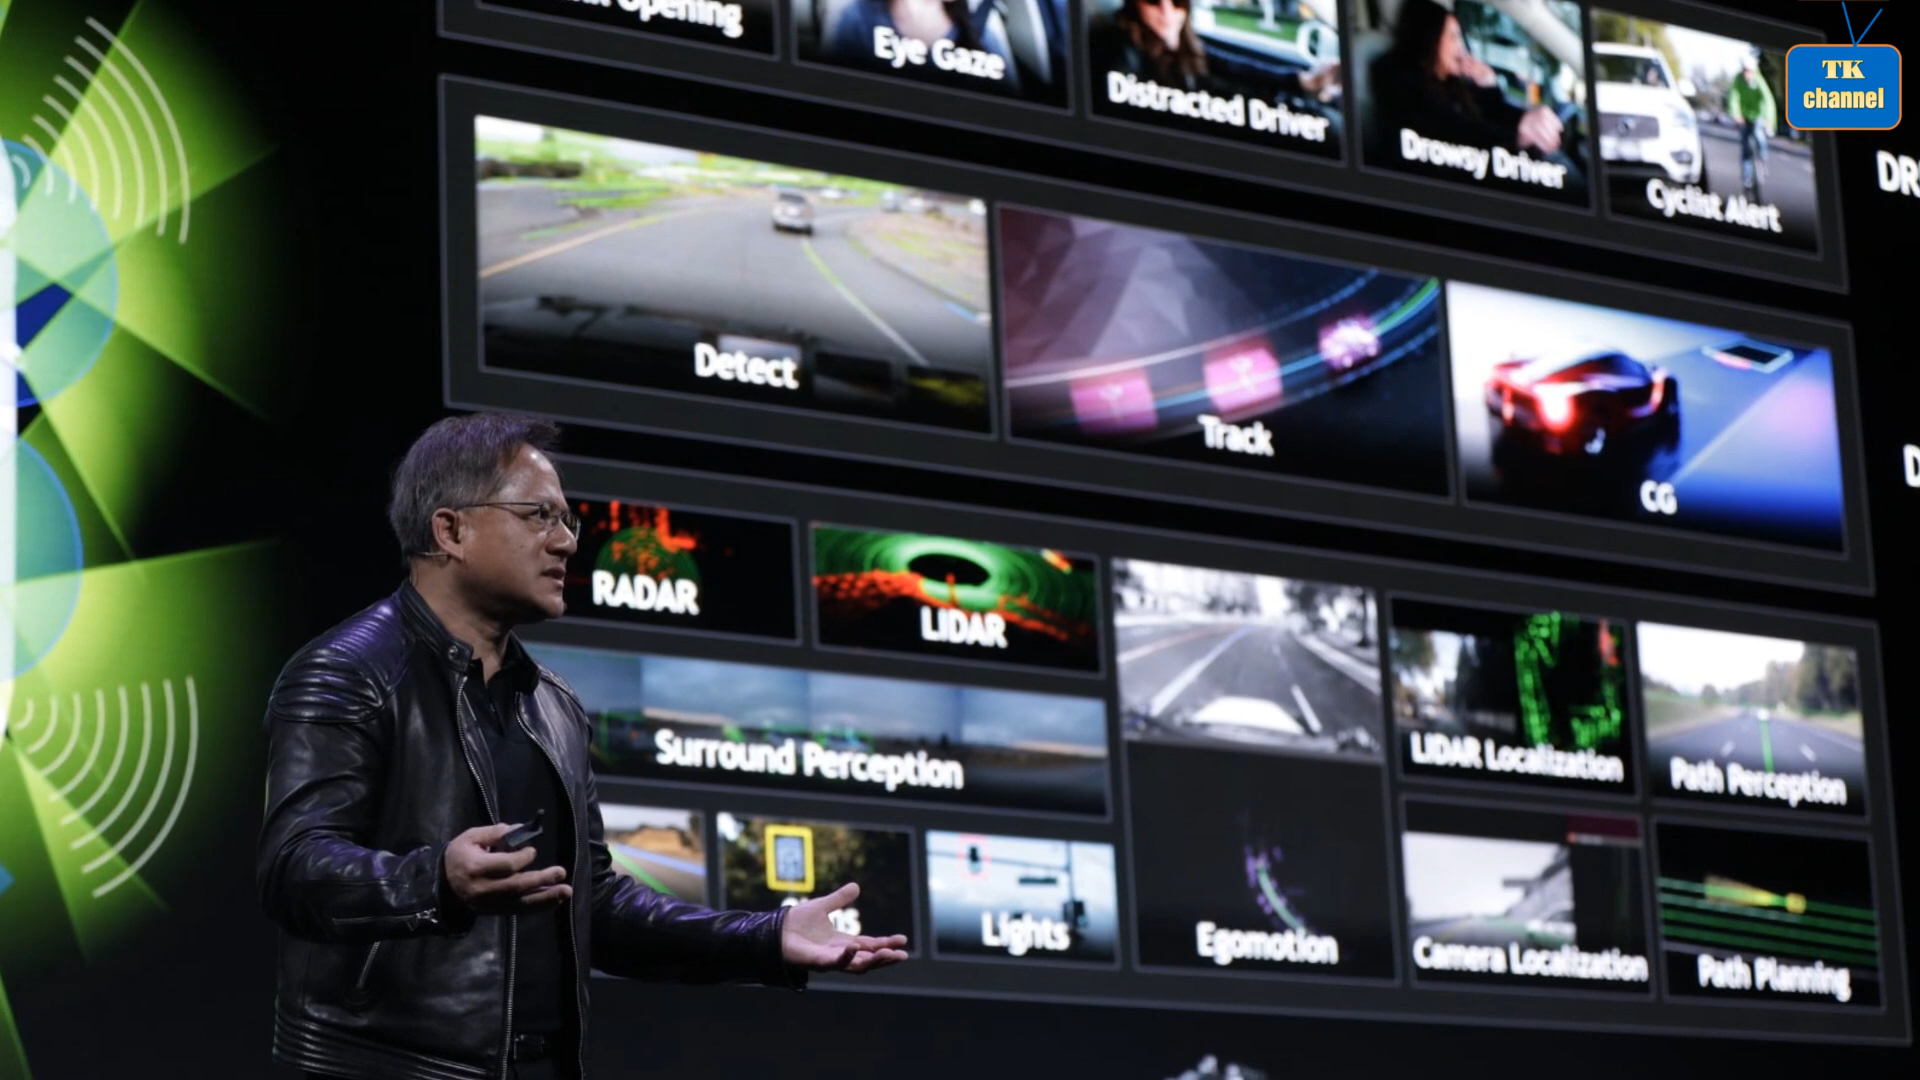 Opening
Eye Gaze
Distracted Driver
Drowsy Driver
Cyclist Alert
TK
channel
Detect
Track
CG
RADAR
LIDAR
Surround Perception
LIDAR Localization
Path Perception
Lights
Egomotion
Camera Localization
Path Planning